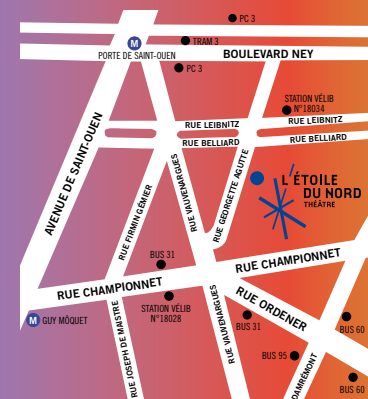 PC 3
TRAM 3
M
PORTE DE SAINT-OUEN
BOULEVARD NEY
PC 3
STATION VÉLIB
N°18034
RUE LEIBNITZ
RUE LEIBNITZ
RUE BELLIARD
RUE BELLIARD
AVENUE DE SAINT-OUEN
RUE FIRMIN GÉMIER
RUE VAUVENARGUES
RUE GEORGETTE AGUTTE
L'ÉTOILE
DU NORD
THÉÂTRE
BUS 31
RUE CHAMPIONNET
RUE CHAMPIONNET
M GUY MÔQUET
STATION VÉLIB
N°18028
RUE JOSEPH DE MAISTRE
RUE VAUVENARGUES
RUE ORDENER
BUS 31
BUS 60
BUS 95
DAMRÉMONT
BUS 60